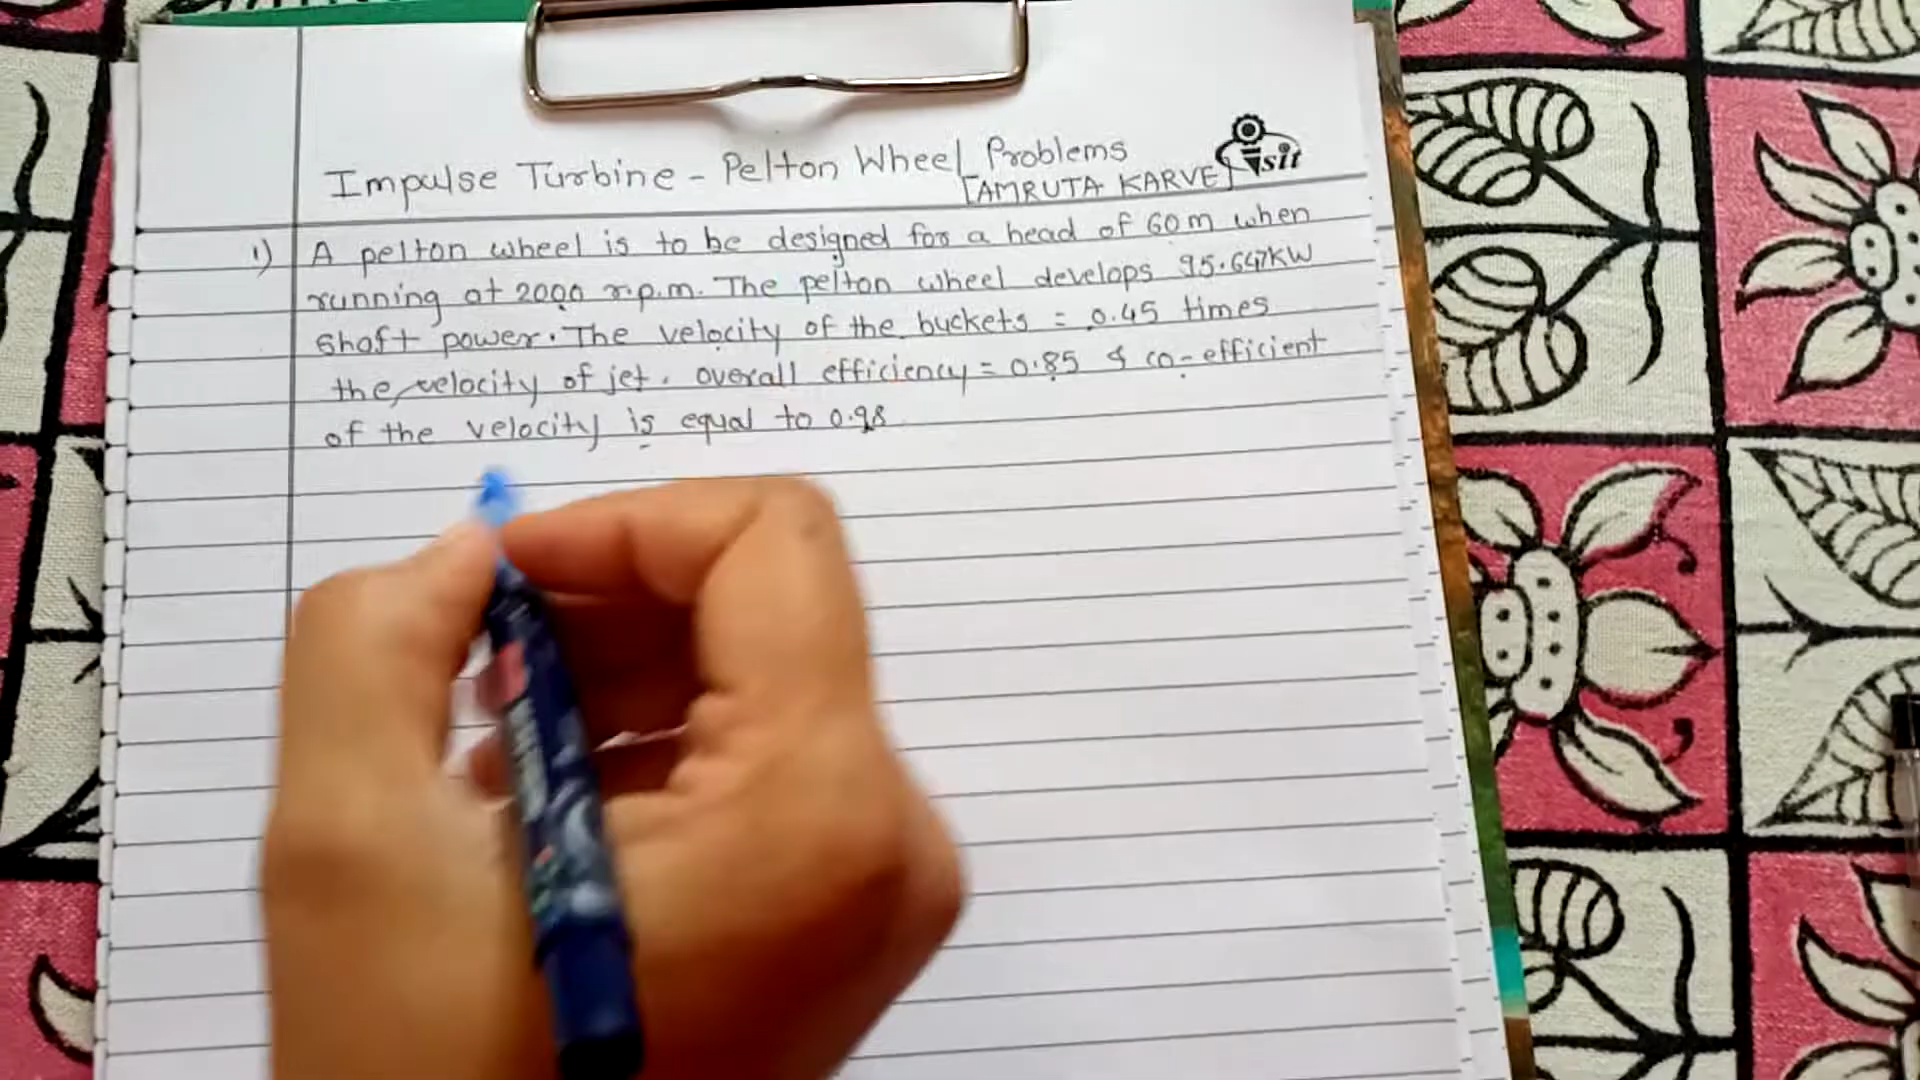 Impulse Turbine - Pelton Wheel Problems
[AMRUTA KARVE]
Vsit
1) A pelton wheel is to be designed for a head of 60m when
running at 2000 r.p.m. The pelton wheel develops 95.647KW
shaft power. The velocity of the buckets = 0.45 times
the velocity of jet, overall efficiency = 0.85 & co-efficient
of the velocity is equal to 0.98